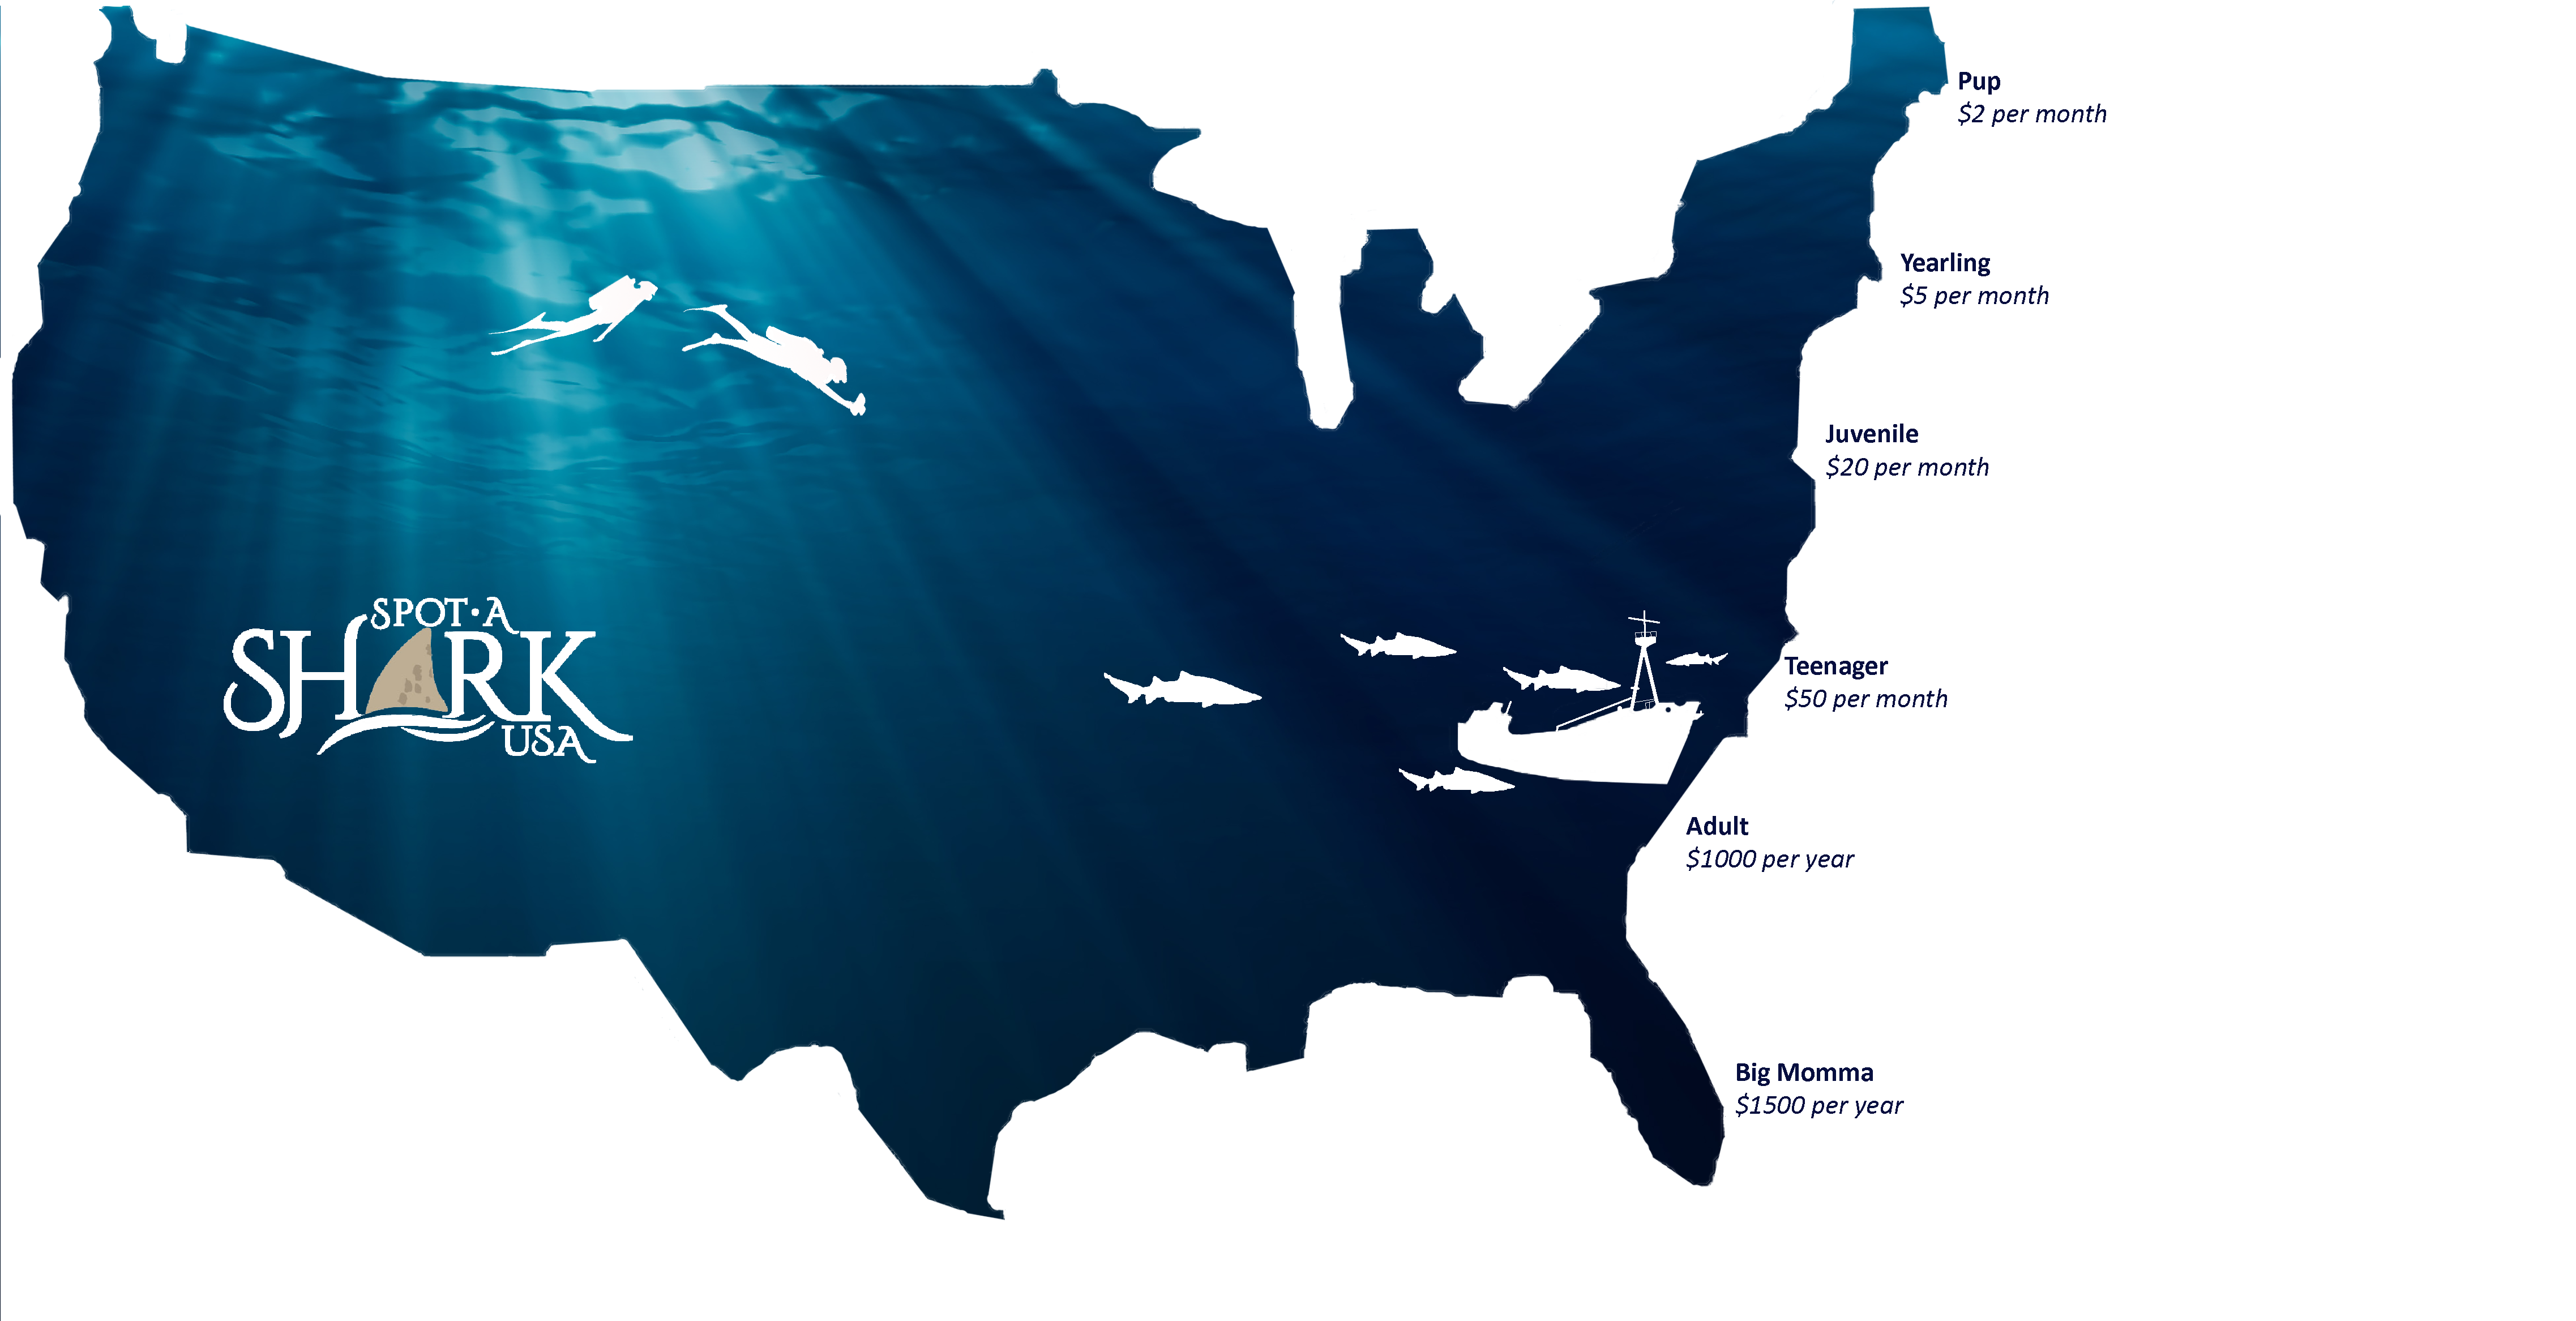 SPOT·A
SHARK
USA
Pup
$2 per month
Yearling
$5 per month
Juvenile
$20 per month
Teenager
$50 per month
Adult
$1000 per year
Big Momma
$1500 per year